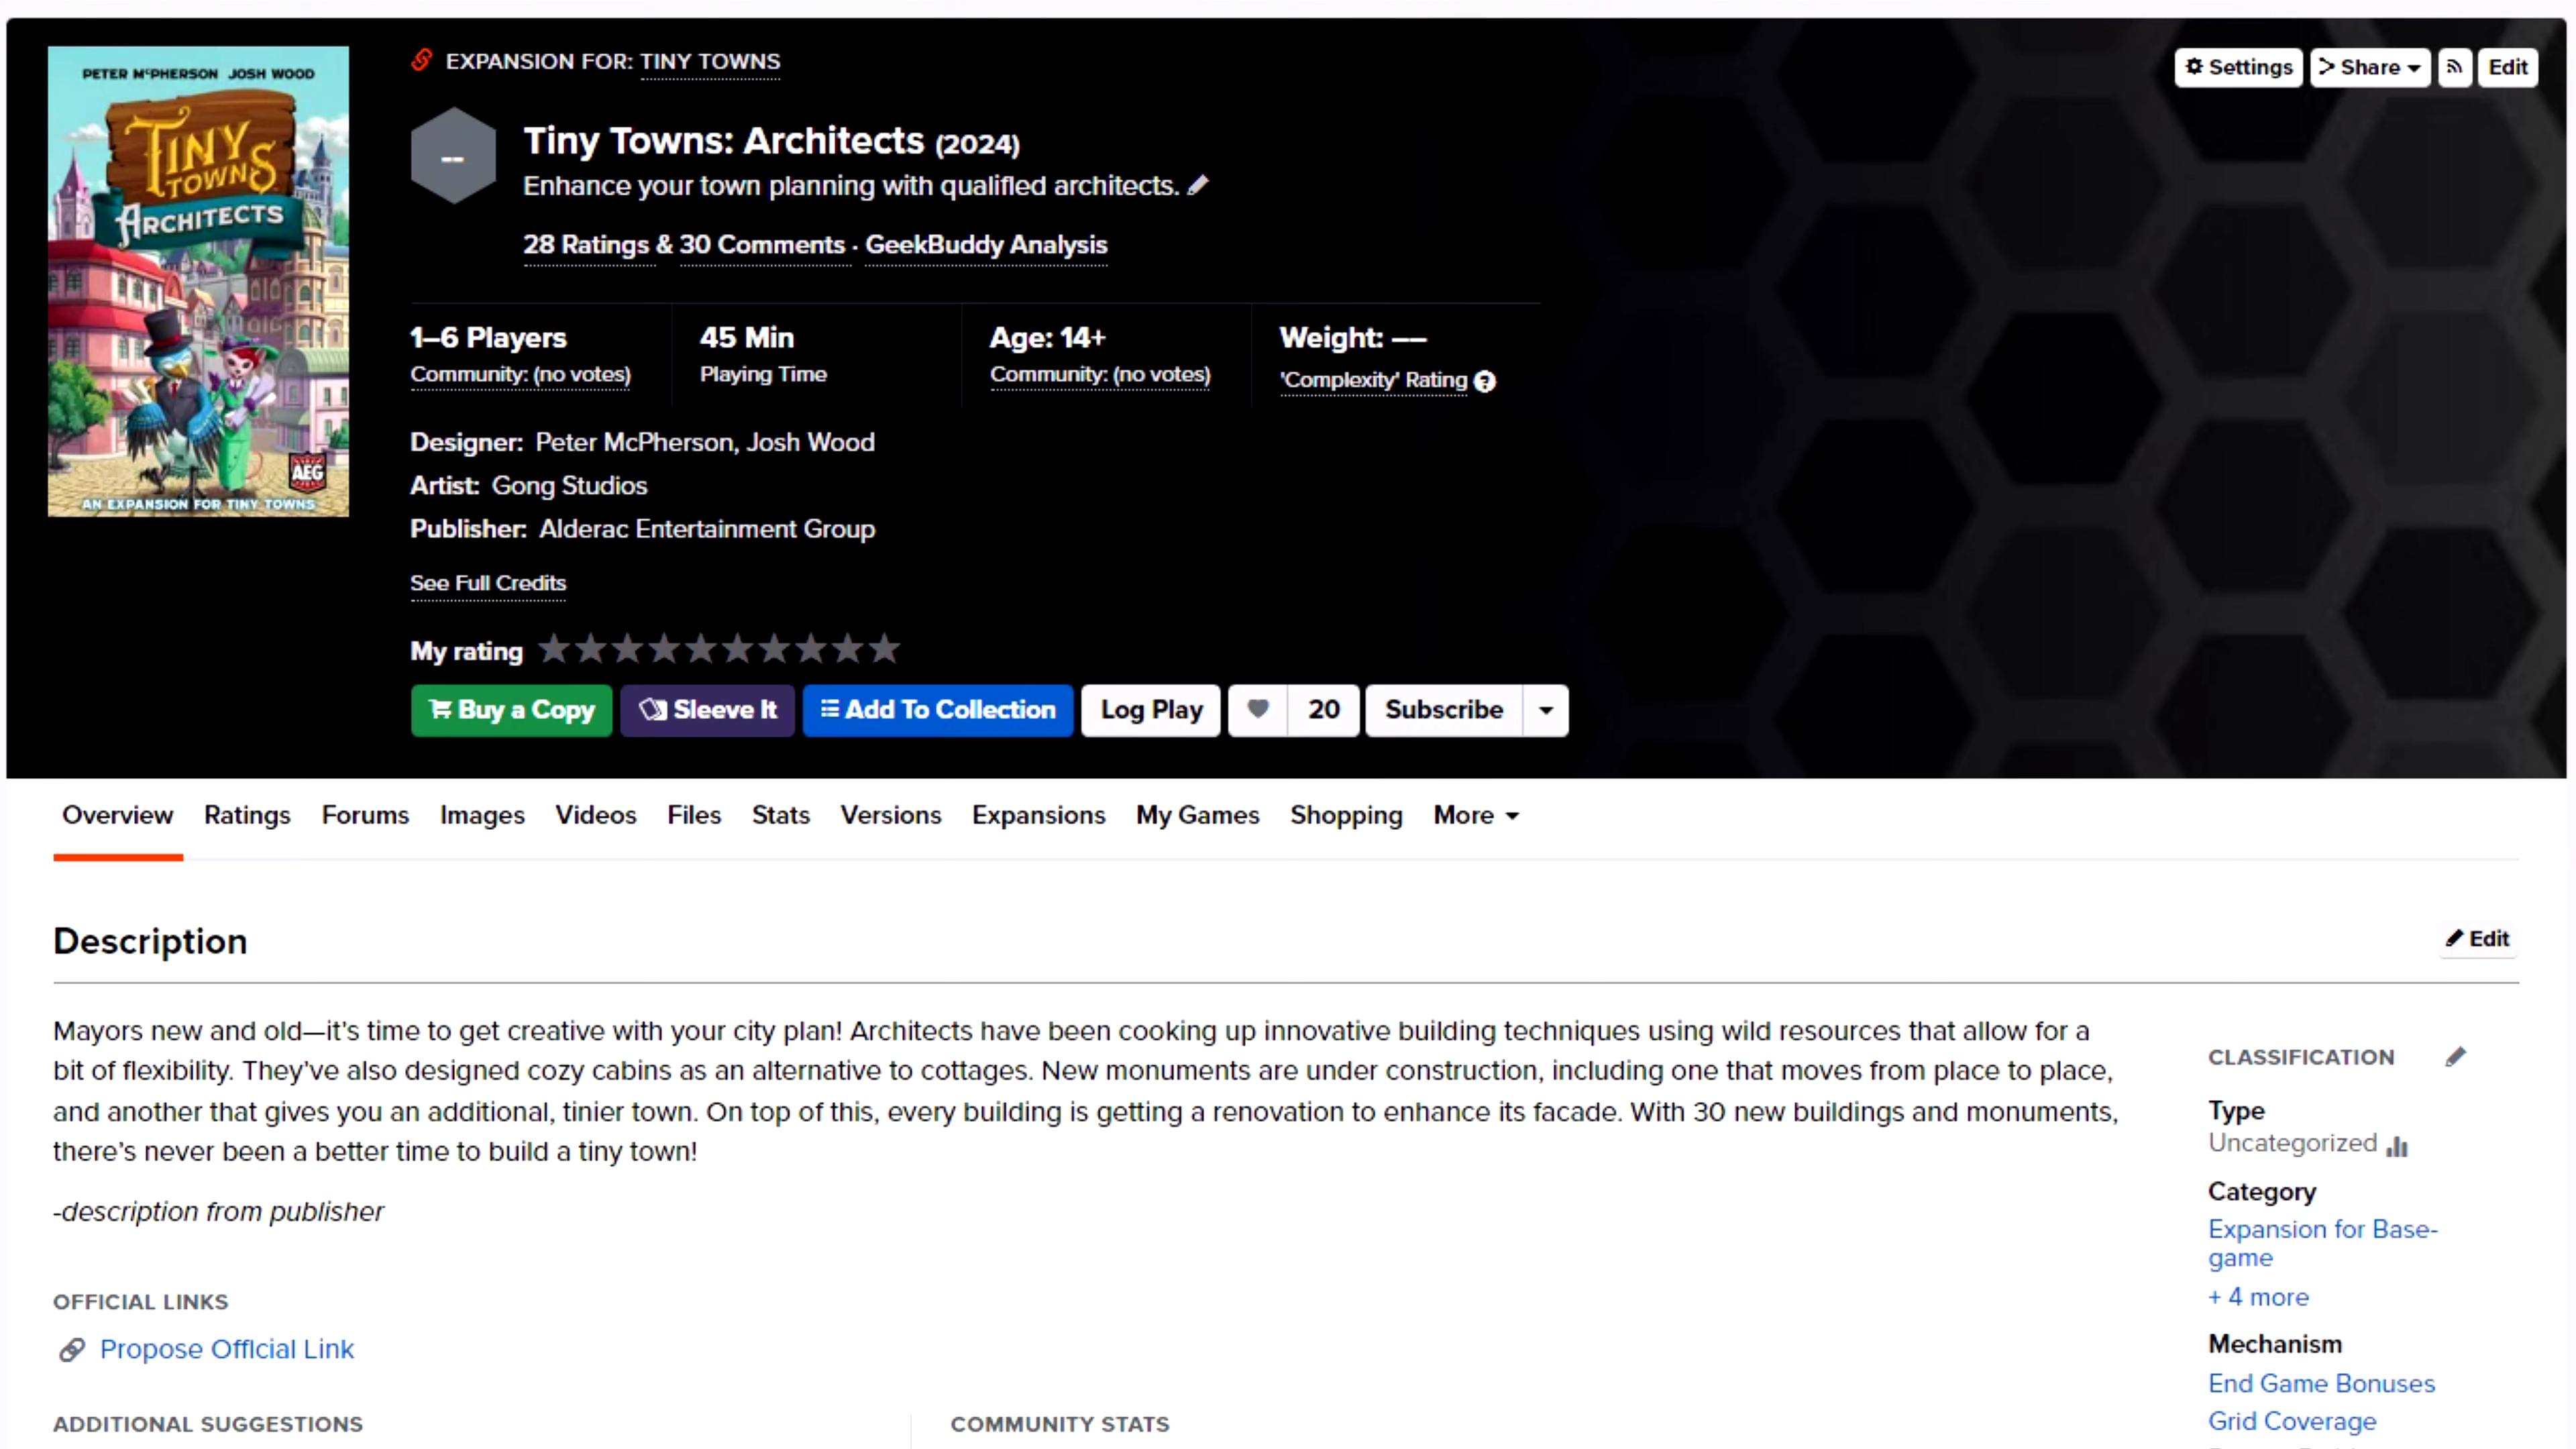 PETER McPHERSON JOSH WOOD
TINY
TOWNS
ARCHITECTS
AEG
AN EXPANSION FOR TINY TOWNS
EXPANSION FOR: TINY TOWNS
Settings
Share
Edit
--
Tiny Towns: Architects (2024)
Enhance your town planning with qualified architects.
28 Ratings & 30 Comments · GeekBuddy Analysis
1–6 Players
Community: (no votes)
45 Min
Playing Time
Age: 14+
Community: (no votes)
Weight: ––
'Complexity' Rating ?
Designer: Peter McPherson, Josh Wood
Artist: Gong Studios
Publisher: Alderac Entertainment Group
See Full Credits
My rating
Buy a Copy
Sleeve It
Add To Collection
Log Play
20
Subscribe
Overview Ratings Forums Images Videos Files Stats Versions Expansions My Games Shopping More
Description
Edit
Mayors new and old—it's time to get creative with your city plan! Architects have been cooking up innovative building techniques using wild resources that allow for a
bit of flexibility. They've also designed cozy cabins as an alternative to cottages. New monuments are under construction, including one that moves from place to place,
and another that gives you an additional, tinier town. On top of this, every building is getting a renovation to enhance its facade. With 30 new buildings and monuments,
there's never been a better time to build a tiny town!
-description from publisher
OFFICIAL LINKS
Propose Official Link
ADDITIONAL SUGGESTIONS
COMMUNITY STATS
CLASSIFICATION
Type
Uncategorized
Category
Expansion for Base-
game
+ 4 more
Mechanism
End Game Bonuses
Grid Coverage